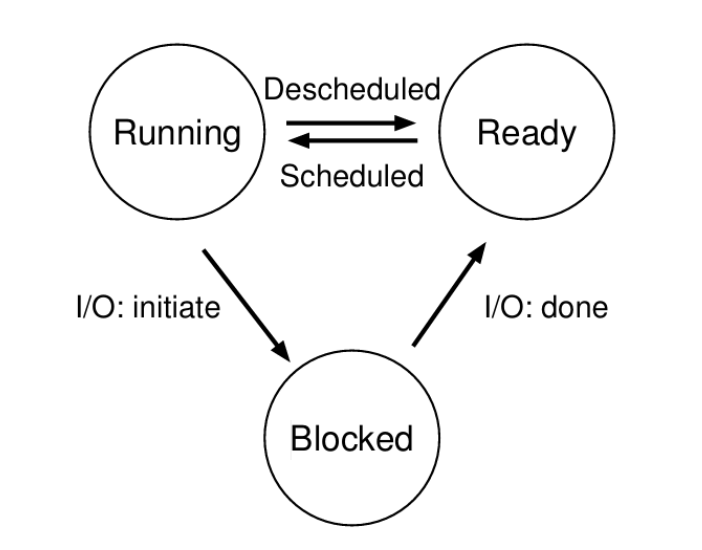 Descheduled
Running
Ready
Scheduled
I/O: initiate
I/O: done
Blocked